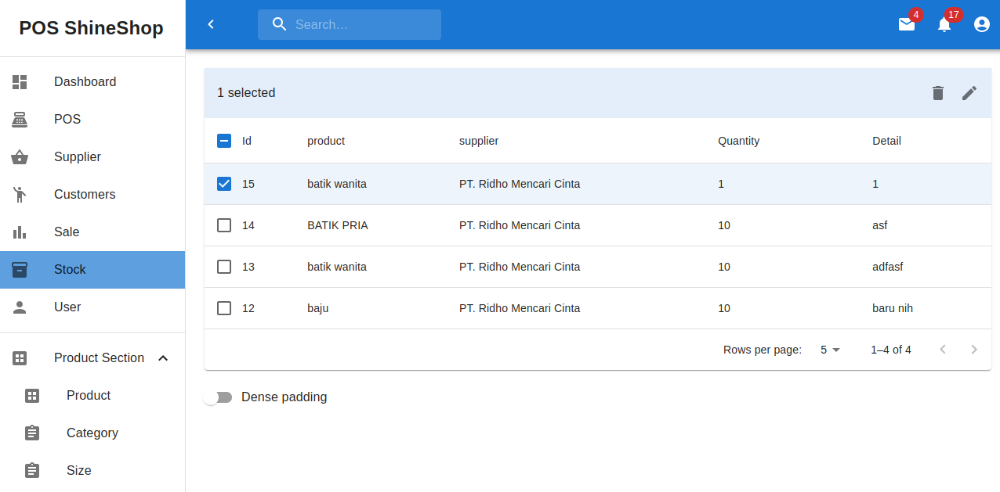 POS ShineShop
Search…
4
17
Dashboard
POS
Supplier
Customers
Sale
Stock
User
Product Section
Product
Category
Size
1 selected
Id product supplier Quantity Detail
15 batik wanita PT. Ridho Mencari Cinta 1 1
14 BATIK PRIA PT. Ridho Mencari Cinta 10 asf
13 batik wanita PT. Ridho Mencari Cinta 10 adfasf
12 baju PT. Ridho Mencari Cinta 10 baru nih
Rows per page: 5 1–4 of 4
Dense padding